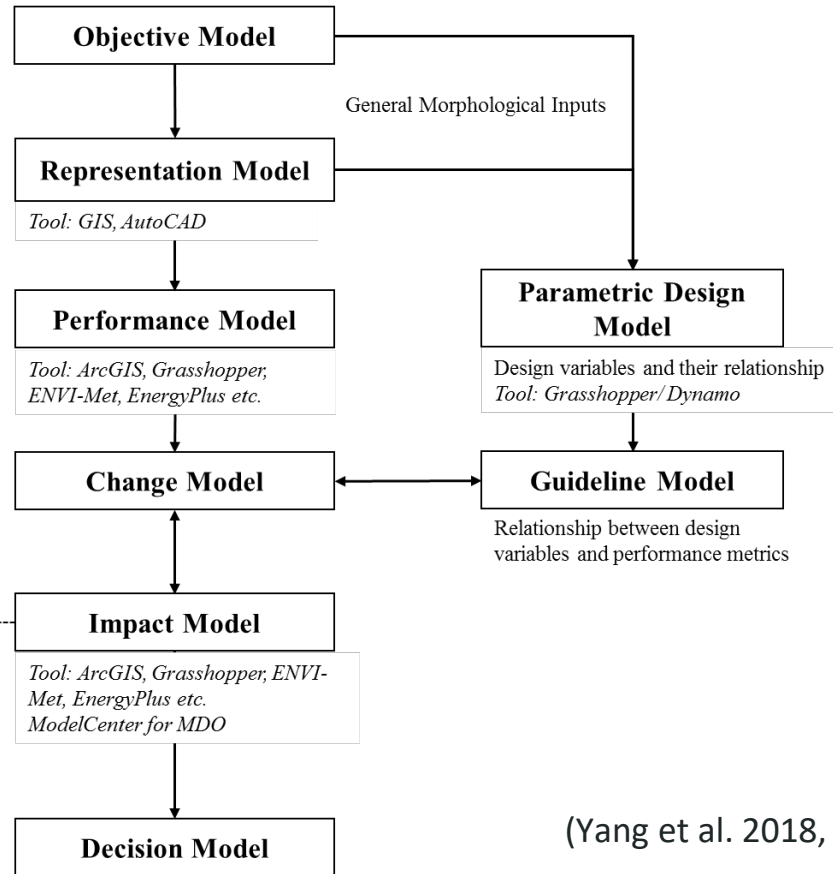 Objective Model
General Morphological Inputs
Representation Model
Tool: GIS, AutoCAD
Performance Model
Tool: ArcGIS, Grasshopper,
ENVI-Met, EnergyPlus etc.
Parametric Design
Model
Design variables and their relationship
Tool: Grasshopper/ Dynamo
Change Model
Guideline Model
Relationship between design
variables and performance metrics
Impact Model
Tool: ArcGIS, Grasshopper, ENVI-
Met, EnergyPlus etc.
ModelCenter for MDO
Decision Model
(Yang et al. 2018,